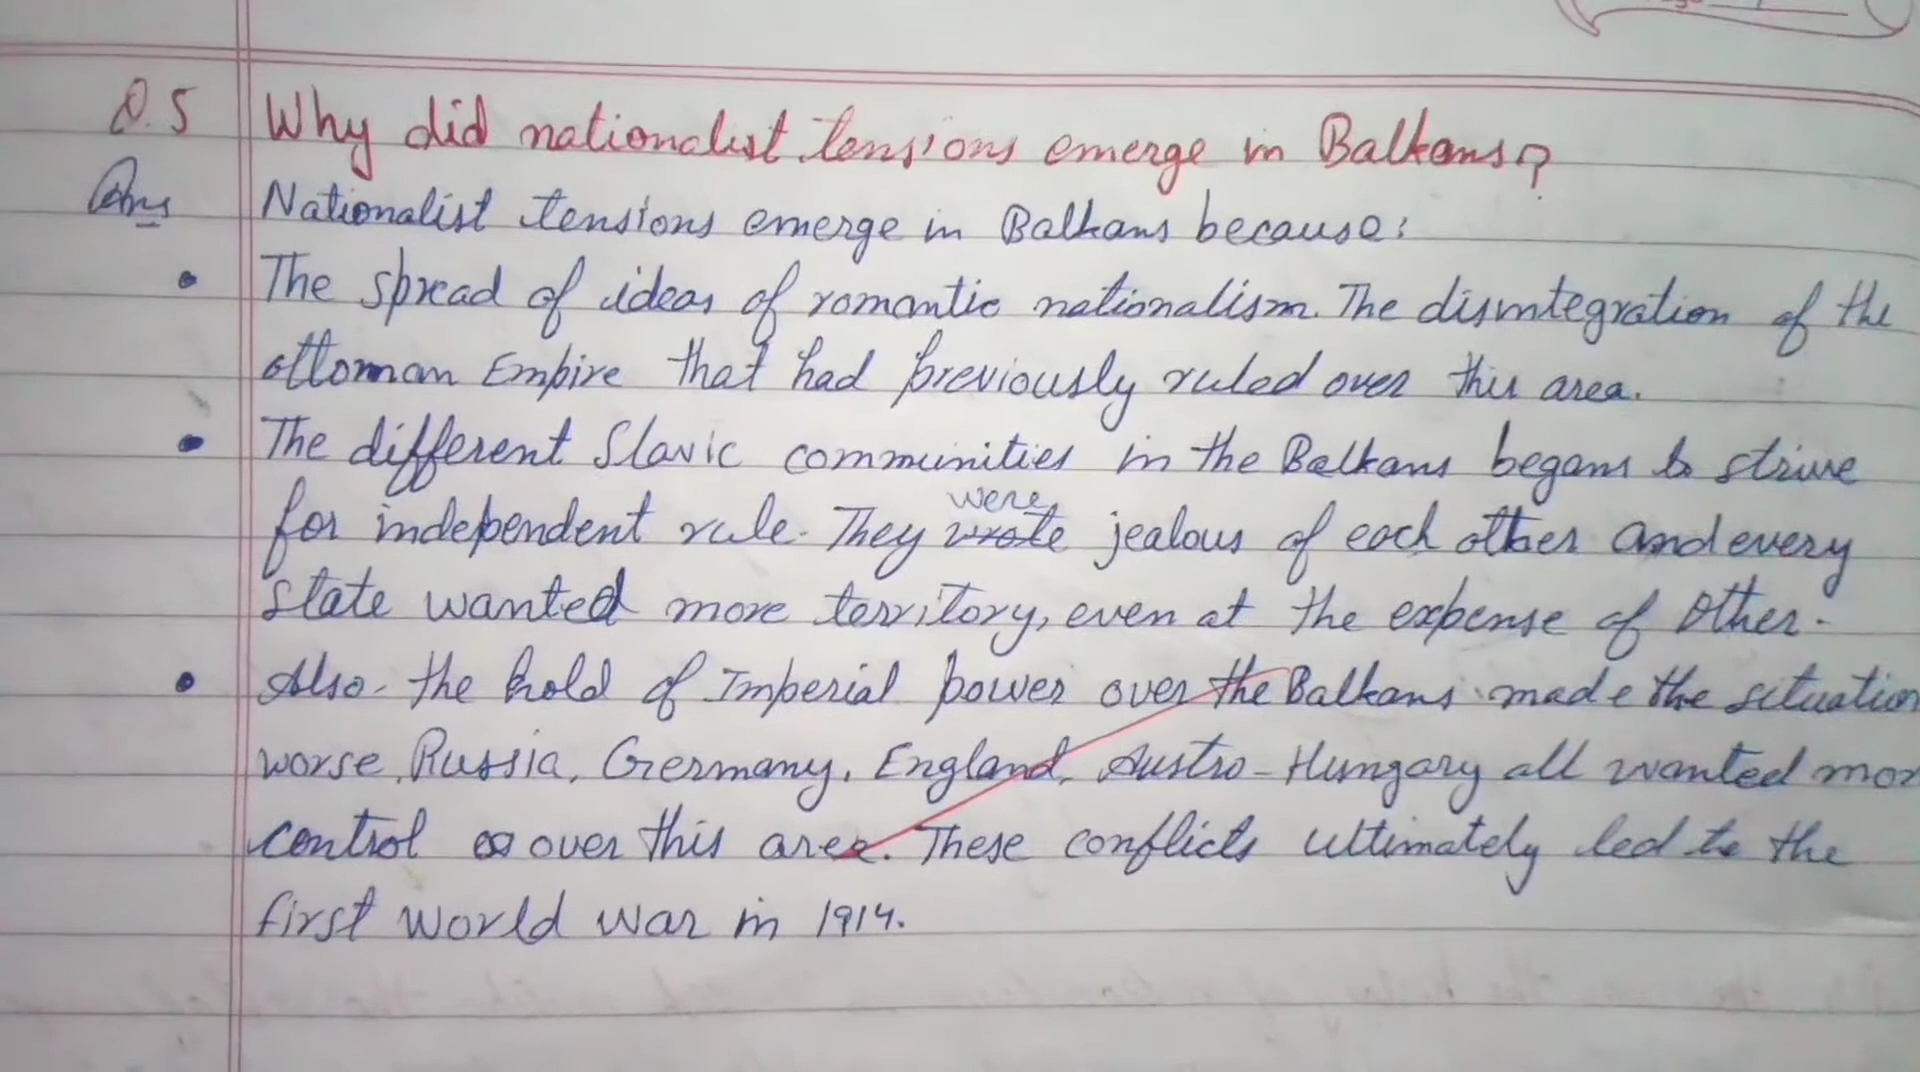 Q.5 Why did nationalist tensions emerge in Balkans?
Ans Nationalist tensions emerge in Balkans because:
• The spread of ideas of romantic nationalism. The disintegration of the
ottoman Empire that had previously ruled over this area.
• The different Slavic communities in the Balkans began to strive
were
for independent rule. They wrote jealous of each other and every
state wanted more territory, even at the expense of other.
• Also - the hold of Imperial power over the Balkans made the situation
worse. Russia, Germany, England, Austro-Hungary all wanted mor
control over this area. These conflicts ultimately led to the
first world war in 1914.